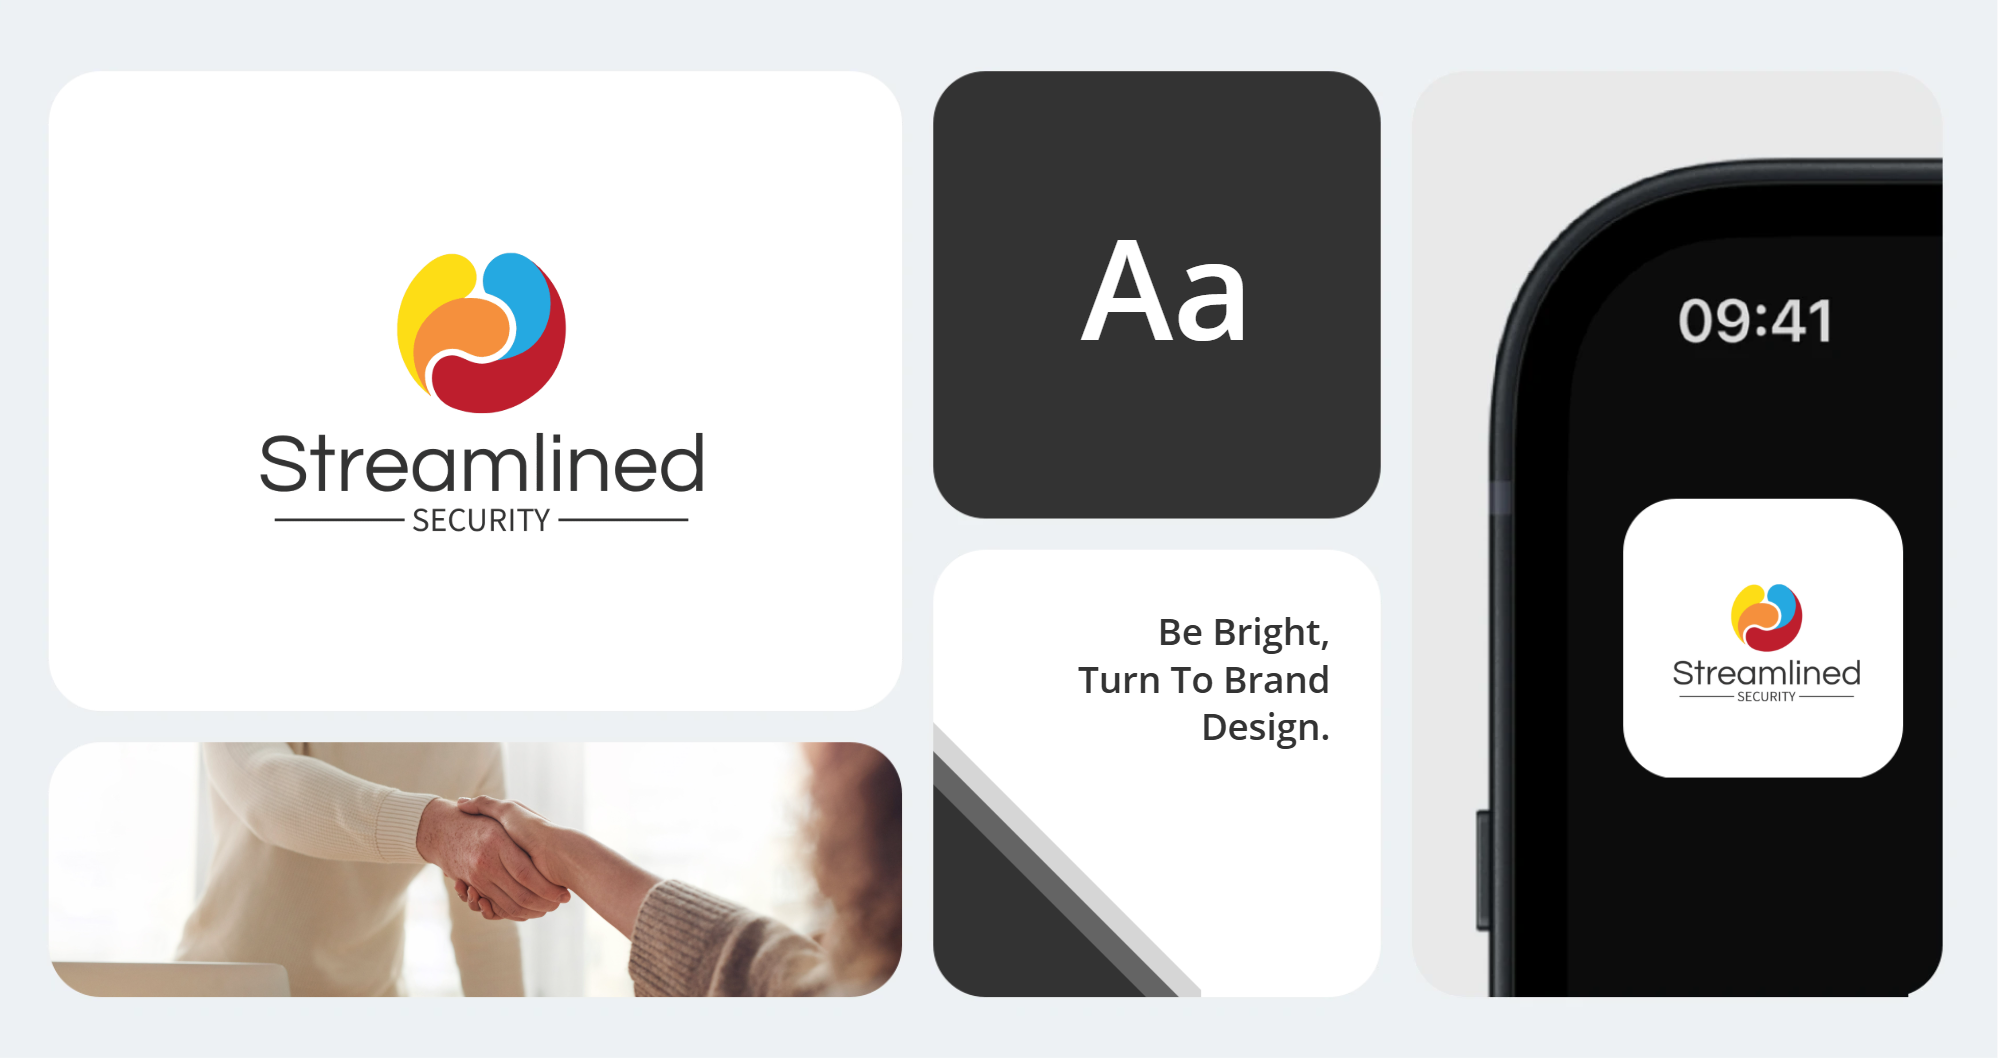 Streamlined
SECURITY
Aa
Be Bright,
Turn To Brand
Design.
09:41
Streamlined
SECURITY